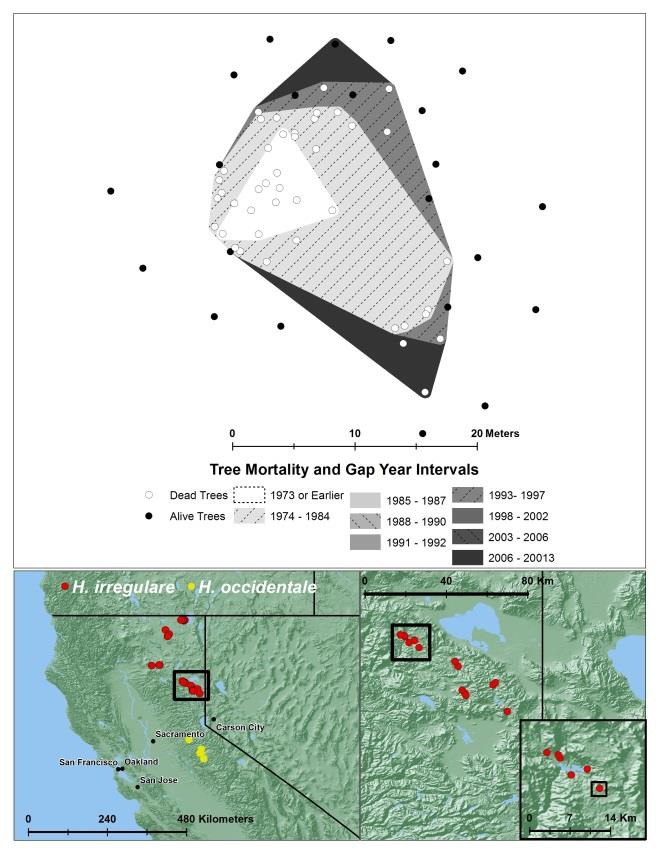 0 10 20 Meters
Tree Mortality and Gap Year Intervals
Dead Trees
Alive Trees
1973 or Earlier
1974 - 1984
1985 - 1987
1988 - 1990
1991 - 1992
1993- 1997
1998 - 2002
2003 - 2006
2006 - 20013
H. irregulare H. occidentale
Carson City
Sacramento
San Francisco Oakland
San Jose
0 240 480 Kilometers
0 40 80 Km
0 7 14 Km